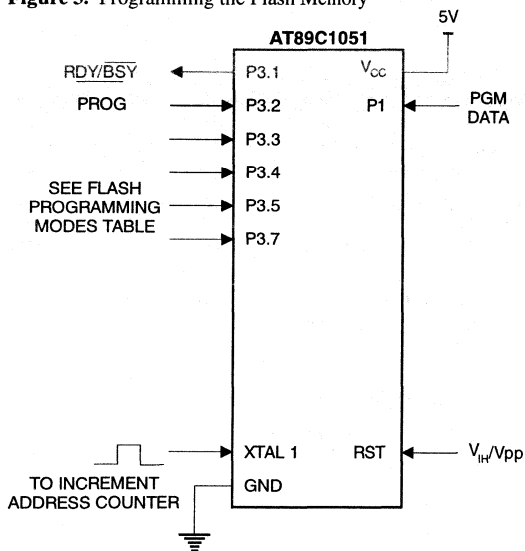 Figure 3. Programming the Flash Memory
5V
AT89C1051
RDY/BSY P3.1 VCC
PROG P3.2 P1 PGM DATA
P3.3
P3.4
SEE FLASH
PROGRAMMING
MODES TABLE
P3.5
P3.7
XTAL 1 RST VIH/Vpp
TO INCREMENT
ADDRESS COUNTER
GND